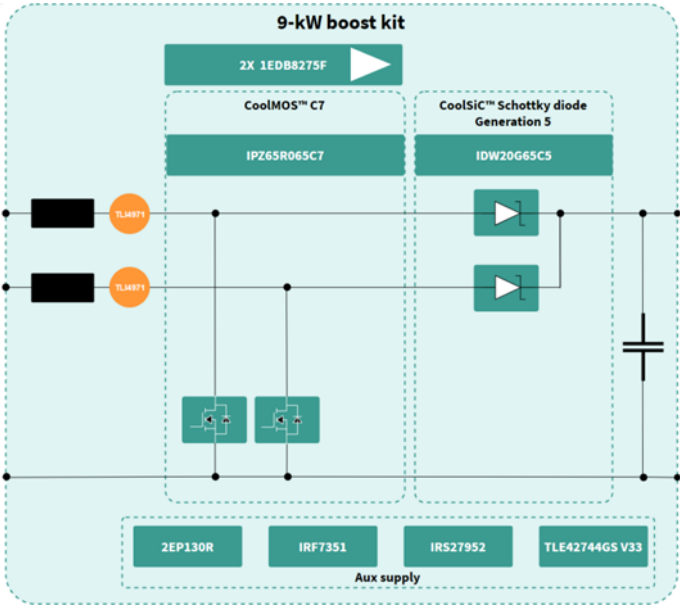 9-kW boost kit
2X 1EDB8275F
CoolMOS™ C7
CoolSiC™ Schottky diode
Generation 5
IPZ65R065C7
IDW20G65C5
TLI4971
TLI4971
2EP130R
IRF7351
IRS27952
TLE42744GS V33
Aux supply